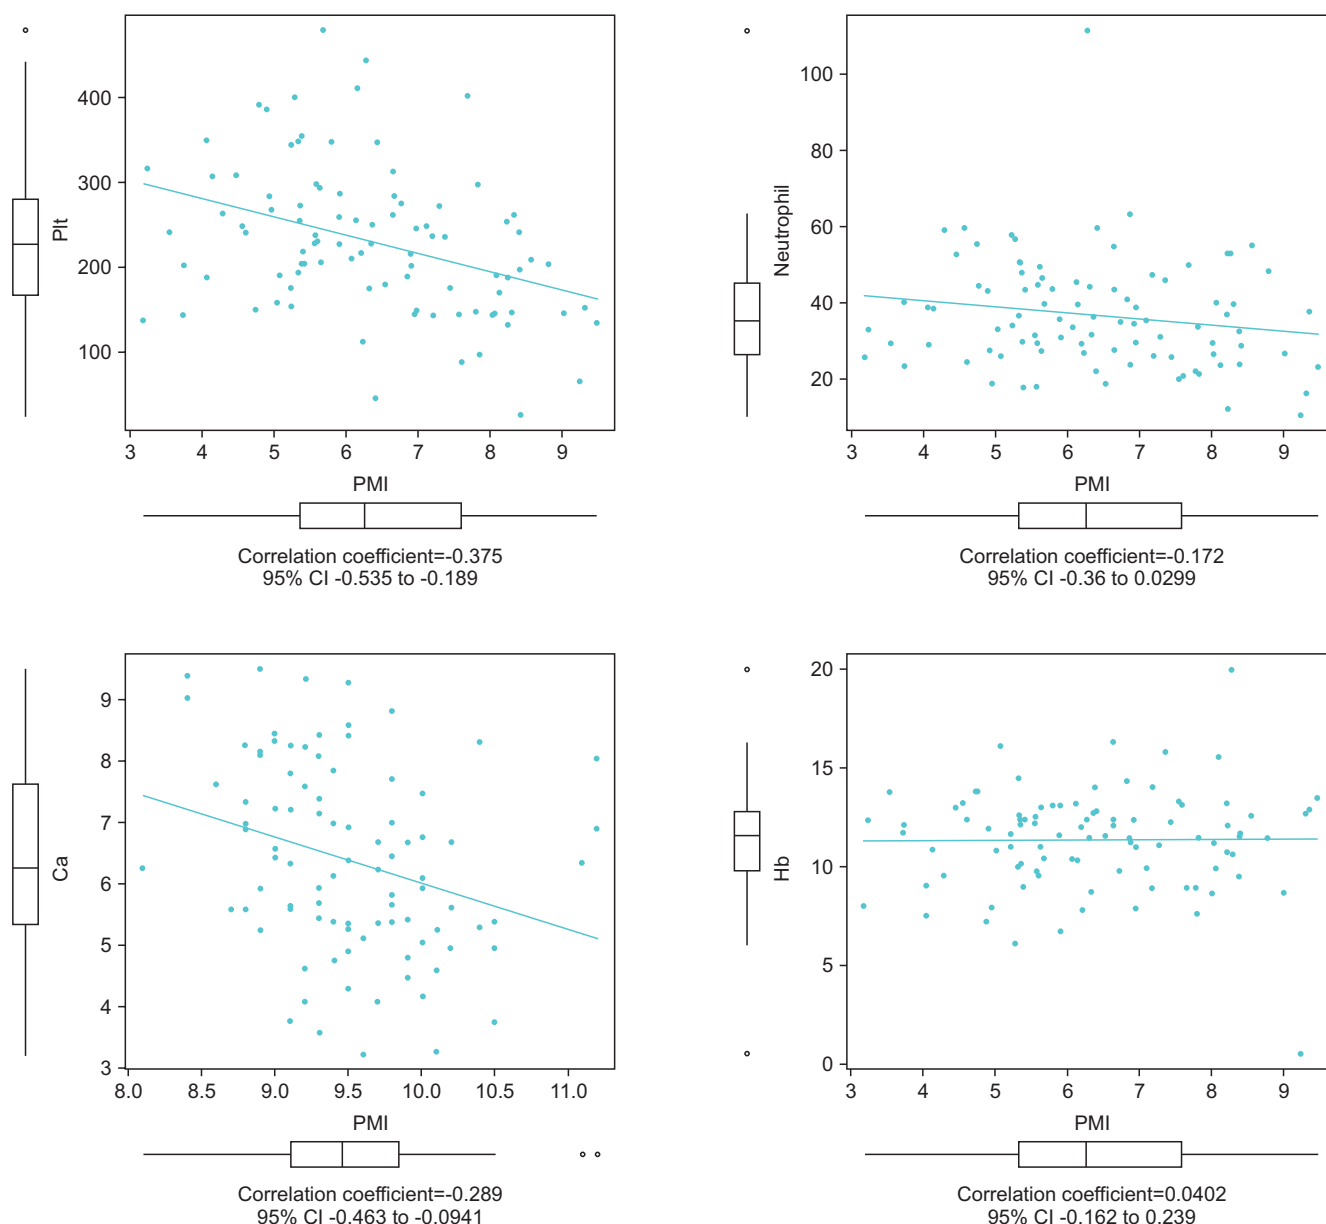 Plt
400
300
200
100
3 4 5 6 7 8 9
PMI
Correlation coefficient=-0.375
95% CI -0.535 to -0.189
Neutrophil
100
80
60
40
20
3 4 5 6 7 8 9
PMI
Correlation coefficient=-0.172
95% CI -0.36 to 0.0299
Ca
9
8
7
6
5
4
3
8.0 8.5 9.0 9.5 10.0 10.5 11.0
PMI
Correlation coefficient=-0.289
95% CI -0.463 to -0.0941
Hb
20
15
10
5
0
3 4 5 6 7 8 9
PMI
Correlation coefficient=0.0402
95% CI -0.162 to 0.239